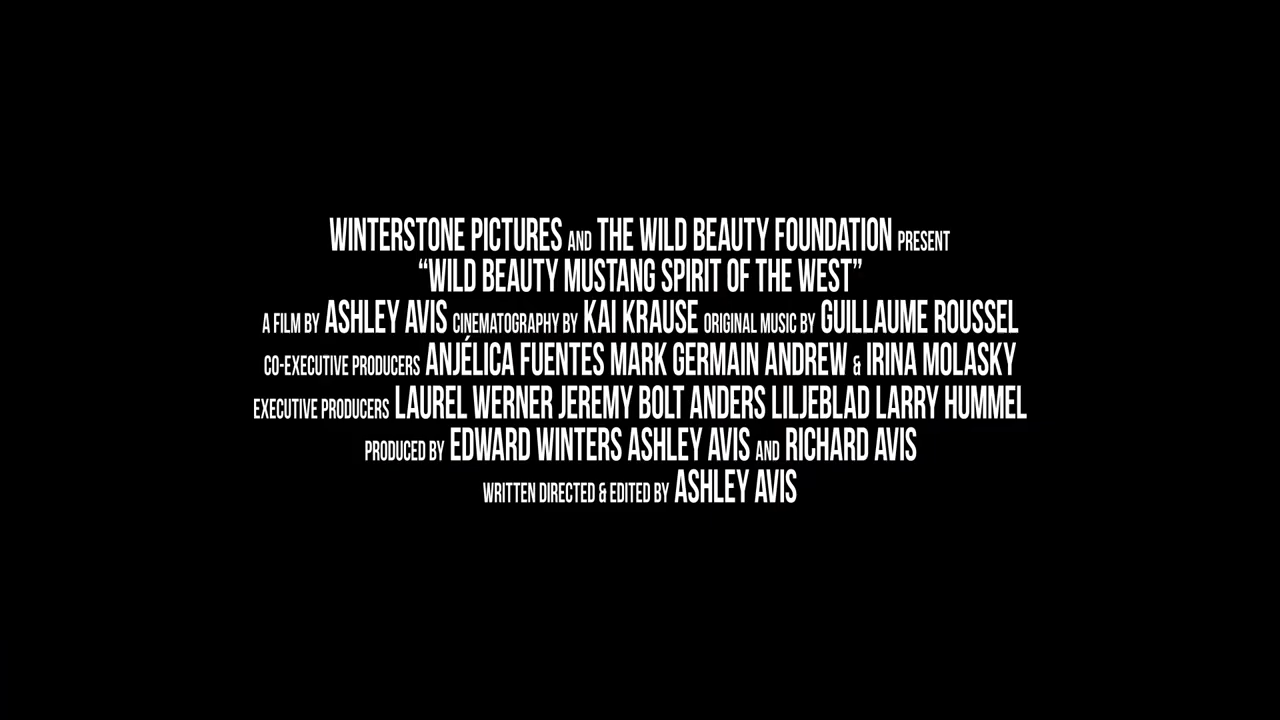 WINTERSTONE PICTURES AND THE WILD BEAUTY FOUNDATION PRESENT
“WILD BEAUTY MUSTANG SPIRIT OF THE WEST”
A FILM BY ASHLEY AVIS CINEMATOGRAPHY BY KAI KRAUSE ORIGINAL MUSIC BY GUILLAUME ROUSSEL
CO-EXECUTIVE PRODUCERS ANJÉLICA FUENTES MARK GERMAIN ANDREW & IRINA MOLASKY
EXECUTIVE PRODUCERS LAUREL WERNER JEREMY BOLT ANDERS LILJEBLAD LARRY HUMMEL
PRODUCED BY EDWARD WINTERS ASHLEY AVIS AND RICHARD AVIS
WRITTEN DIRECTED & EDITED BY ASHLEY AVIS